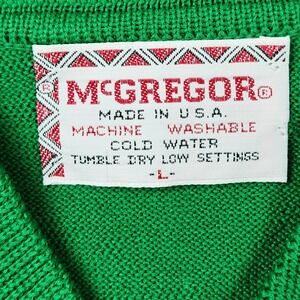 McGREGOR®
MADE IN U.S.A.
MACHINE WASHABLE
COLD WATER
TUMBLE DRY LOW SETTINGS
-L-